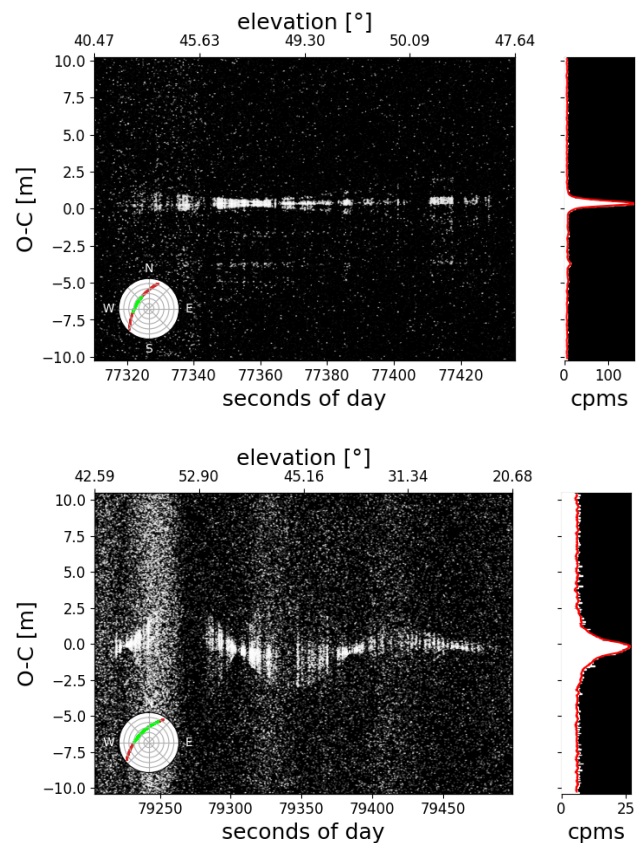 elevation [°]
40.47 45.63 49.30 50.09 47.64
10.0
7.5
5.0
2.5
0.0
−2.5
−5.0
−7.5
−10.0
O-C [m]
N
W E
S
77320 77340 77360 77380 77400 77420
seconds of day
0 100
cpms
elevation [°]
42.59 52.90 45.16 31.34 20.68
10.0
7.5
5.0
2.5
0.0
−2.5
−5.0
−7.5
−10.0
O-C [m]
W E
79250 79300 79350 79400 79450
seconds of day
0 25
cpms